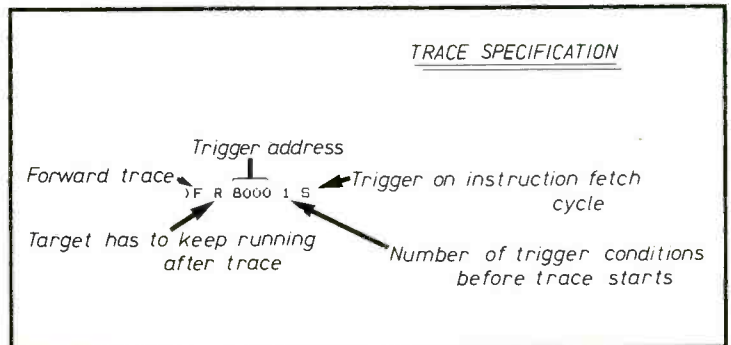 TRACE SPECIFICATION
Trigger address
Forward trace
)F R 8000 1 S
Trigger on instruction fetch
cycle
Target has to keep running
after trace
Number of trigger conditions
before trace starts